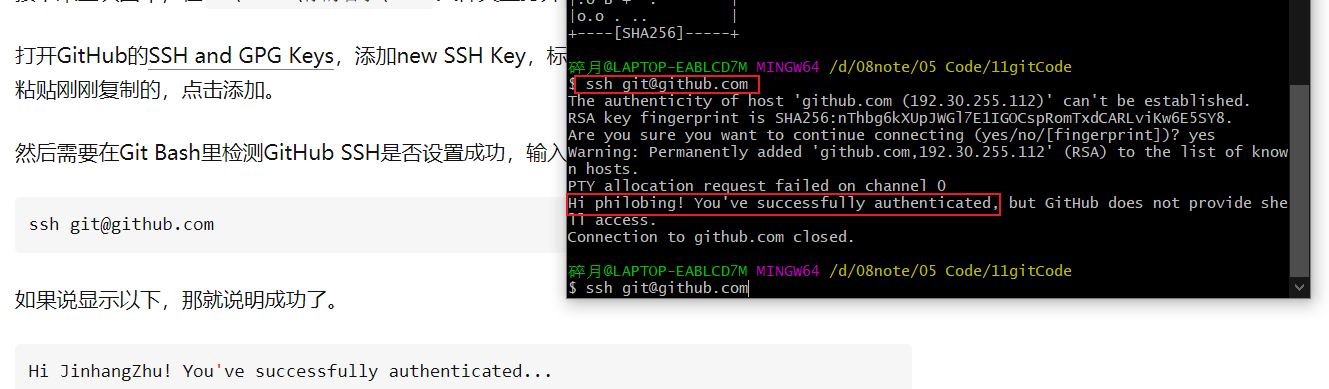 打开GitHub的SSH and GPG Keys，添加new SSH Key，标
粘贴刚刚复制的，点击添加。
然后需要在Git Bash里检测GitHub SSH是否设置成功，输入
ssh git@github.com
如果说显示以下，那就说明成功了。
Hi JinhangZhu! You've successfully authenticated...
|o.o . ..         |
+----[SHA256]-----+
碎月@LAPTOP-EABLCD7M MINGW64 /d/08note/05 Code/11gitCode
$ ssh git@github.com
The authenticity of host 'github.com (192.30.255.112)' can't be established.
RSA key fingerprint is SHA256:nThbg6kXUpJWGl7E1IGOCspRomTxdCARLviKw6E5SY8.
Are you sure you want to continue connecting (yes/no/[fingerprint])? yes
Warning: Permanently added 'github.com,192.30.255.112' (RSA) to the list of know
n hosts.
PTY allocation request failed on channel 0
Hi philobing! You've successfully authenticated, but GitHub does not provide she
ll access.
Connection to github.com closed.
碎月@LAPTOP-EABLCD7M MINGW64 /d/08note/05 Code/11gitCode
$ ssh git@github.com